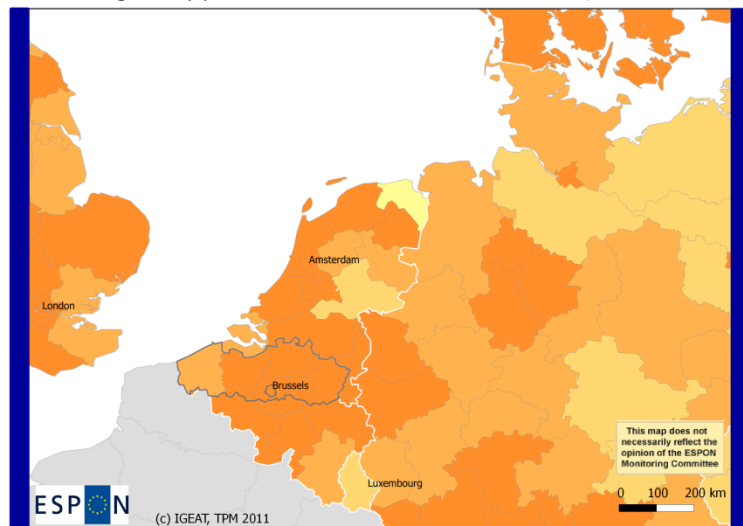 London
Amsterdam
Brussels
Luxembourg
This map does not
necessarily reflect the
opinion of the ESPON
Monitoring Committee
0 100 200 km
ESPON
(c) IGEAT, TPM 2011